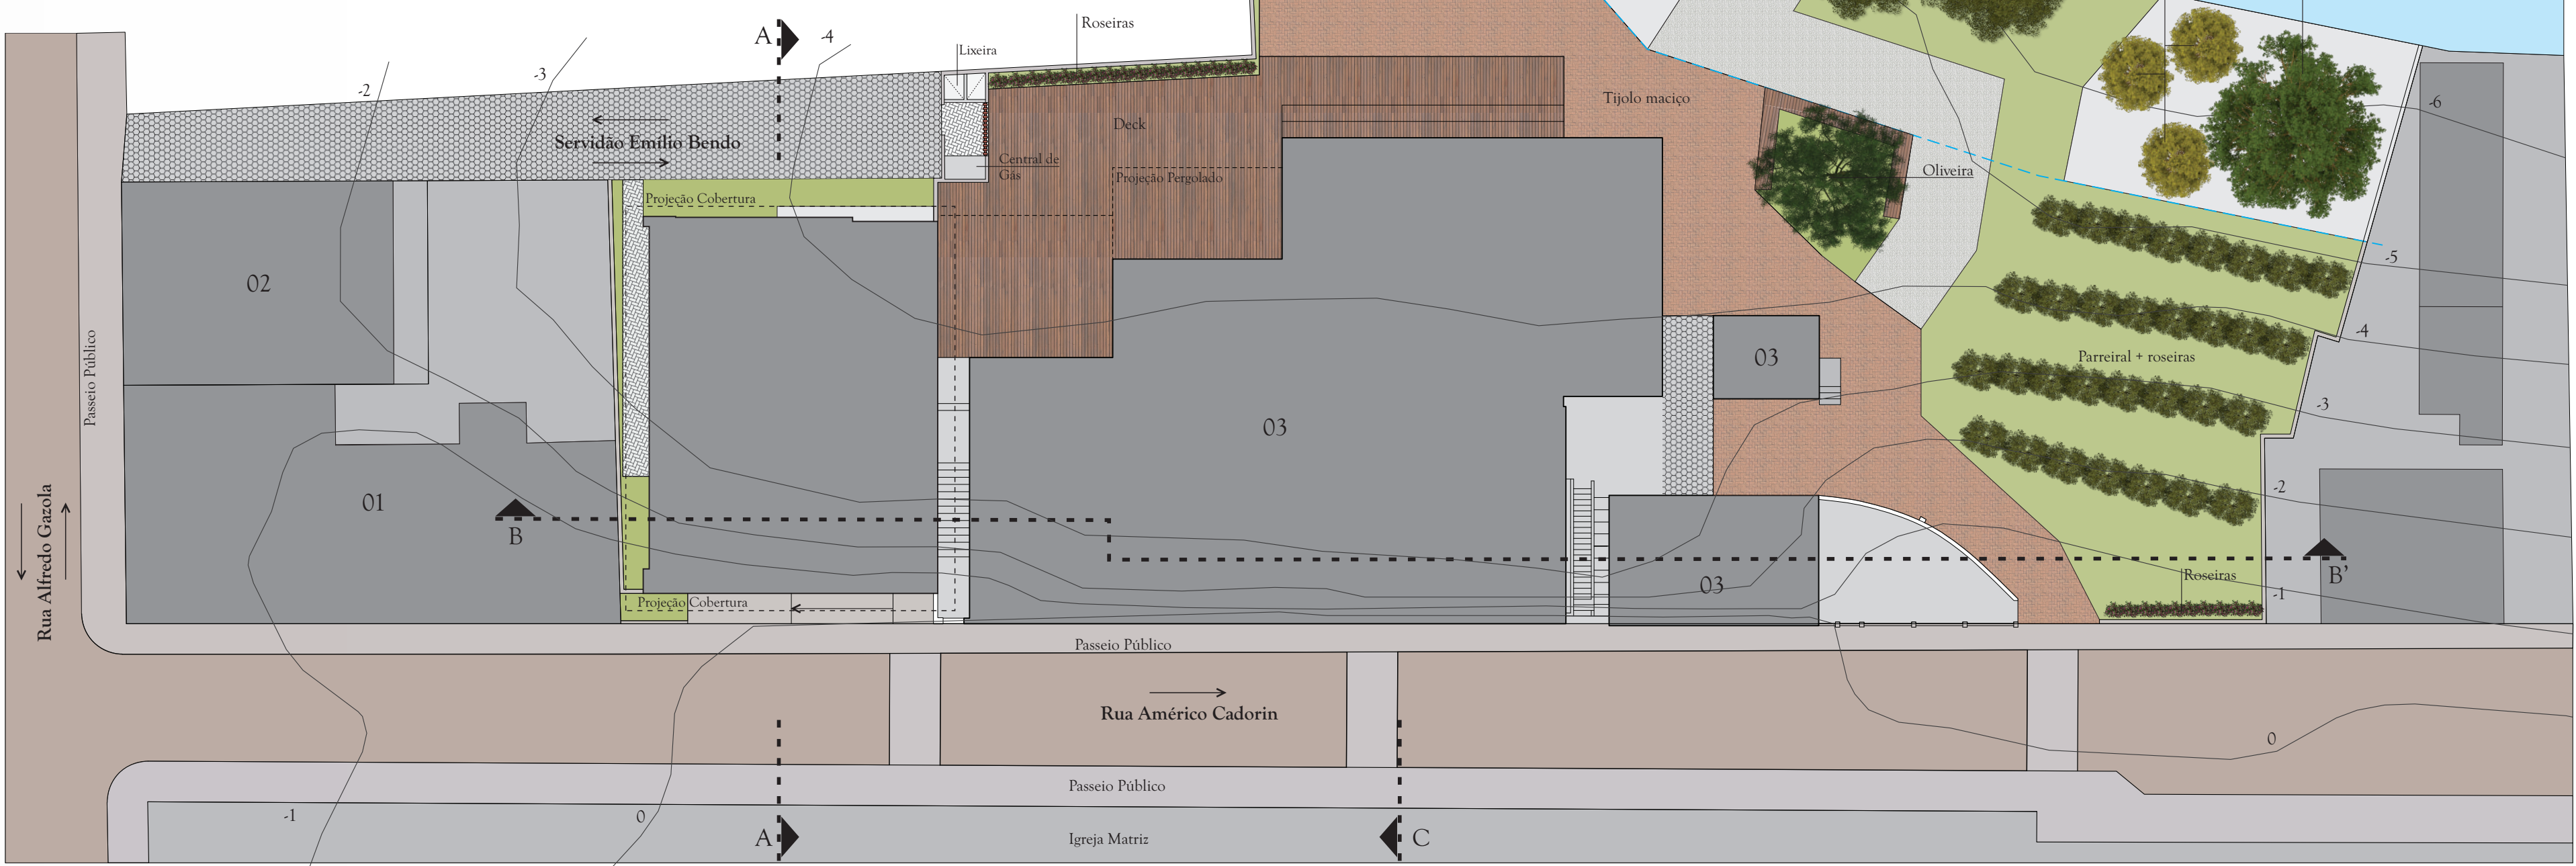 A
-4
Roseiras
Lixeira
-3
-2
Tijolo maciço
-6
Deck
Servidão Emílio Bendo
Central de
Gás
Projeção Pergolado
Oliveira
Projeção Cobertura
-5
02
-4
Passeio Público
03
Parreiral + roseiras
-3
03
-2
01
B
Rua Alfredo Gazola
B’
03
Roseiras
-1
Projeção Cobertura
Passeio Público
Rua Américo Cadorin
0
Passeio Público
-1
0
A
Igreja Matriz
C